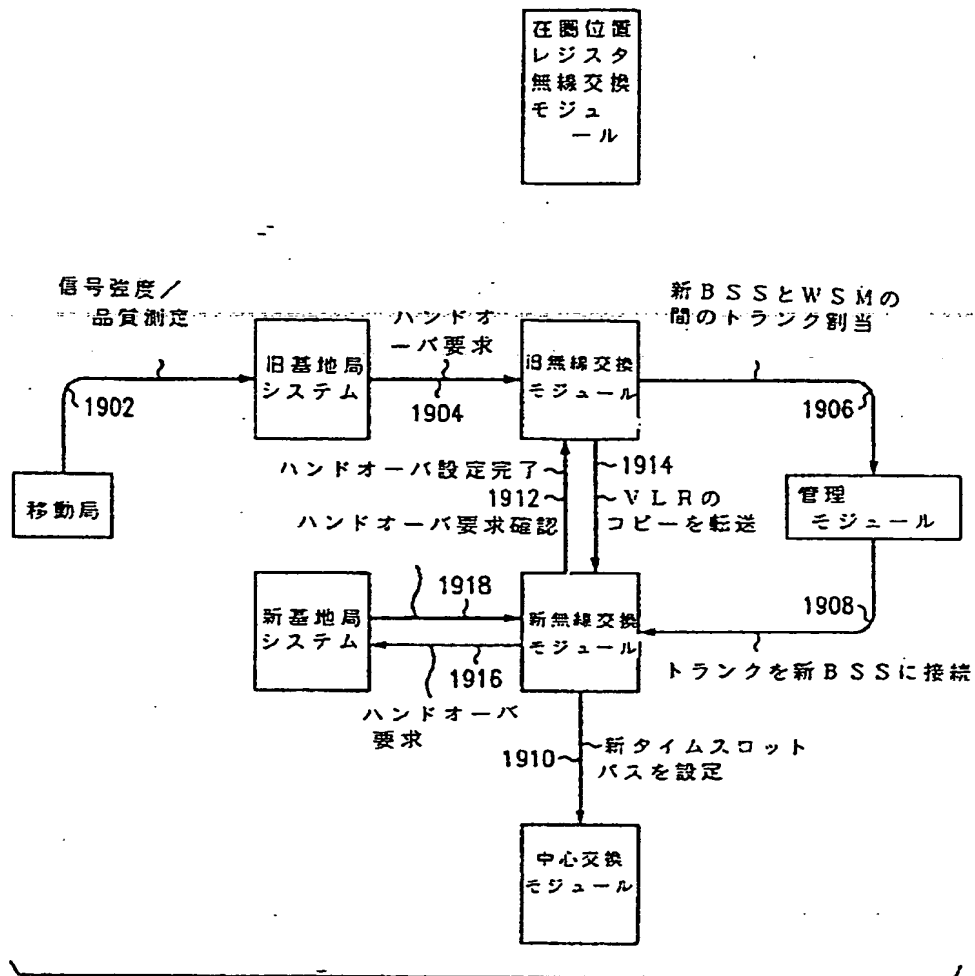 在圏位置
レジスタ
無線交換
モジュ
ール
信号強度／
品質測定
ハンドオ
ーバ要求
新BSSとWSMの
間のトランク割当
旧基地局
システム
旧無線交換
モジュール
1902
1904
1906
移動局
ハンドオーバ設定完了
1912
ハンドオーバ要求確認
1914
VLRの
コピーを転送
管理
モジュール
新基地局
システム
1918
1916
新無線交換
モジュール
1908
トランクを新BSSに接続
ハンドオーバ
要求
1910
新タイムスロット
パスを設定
中心交換
モジュール